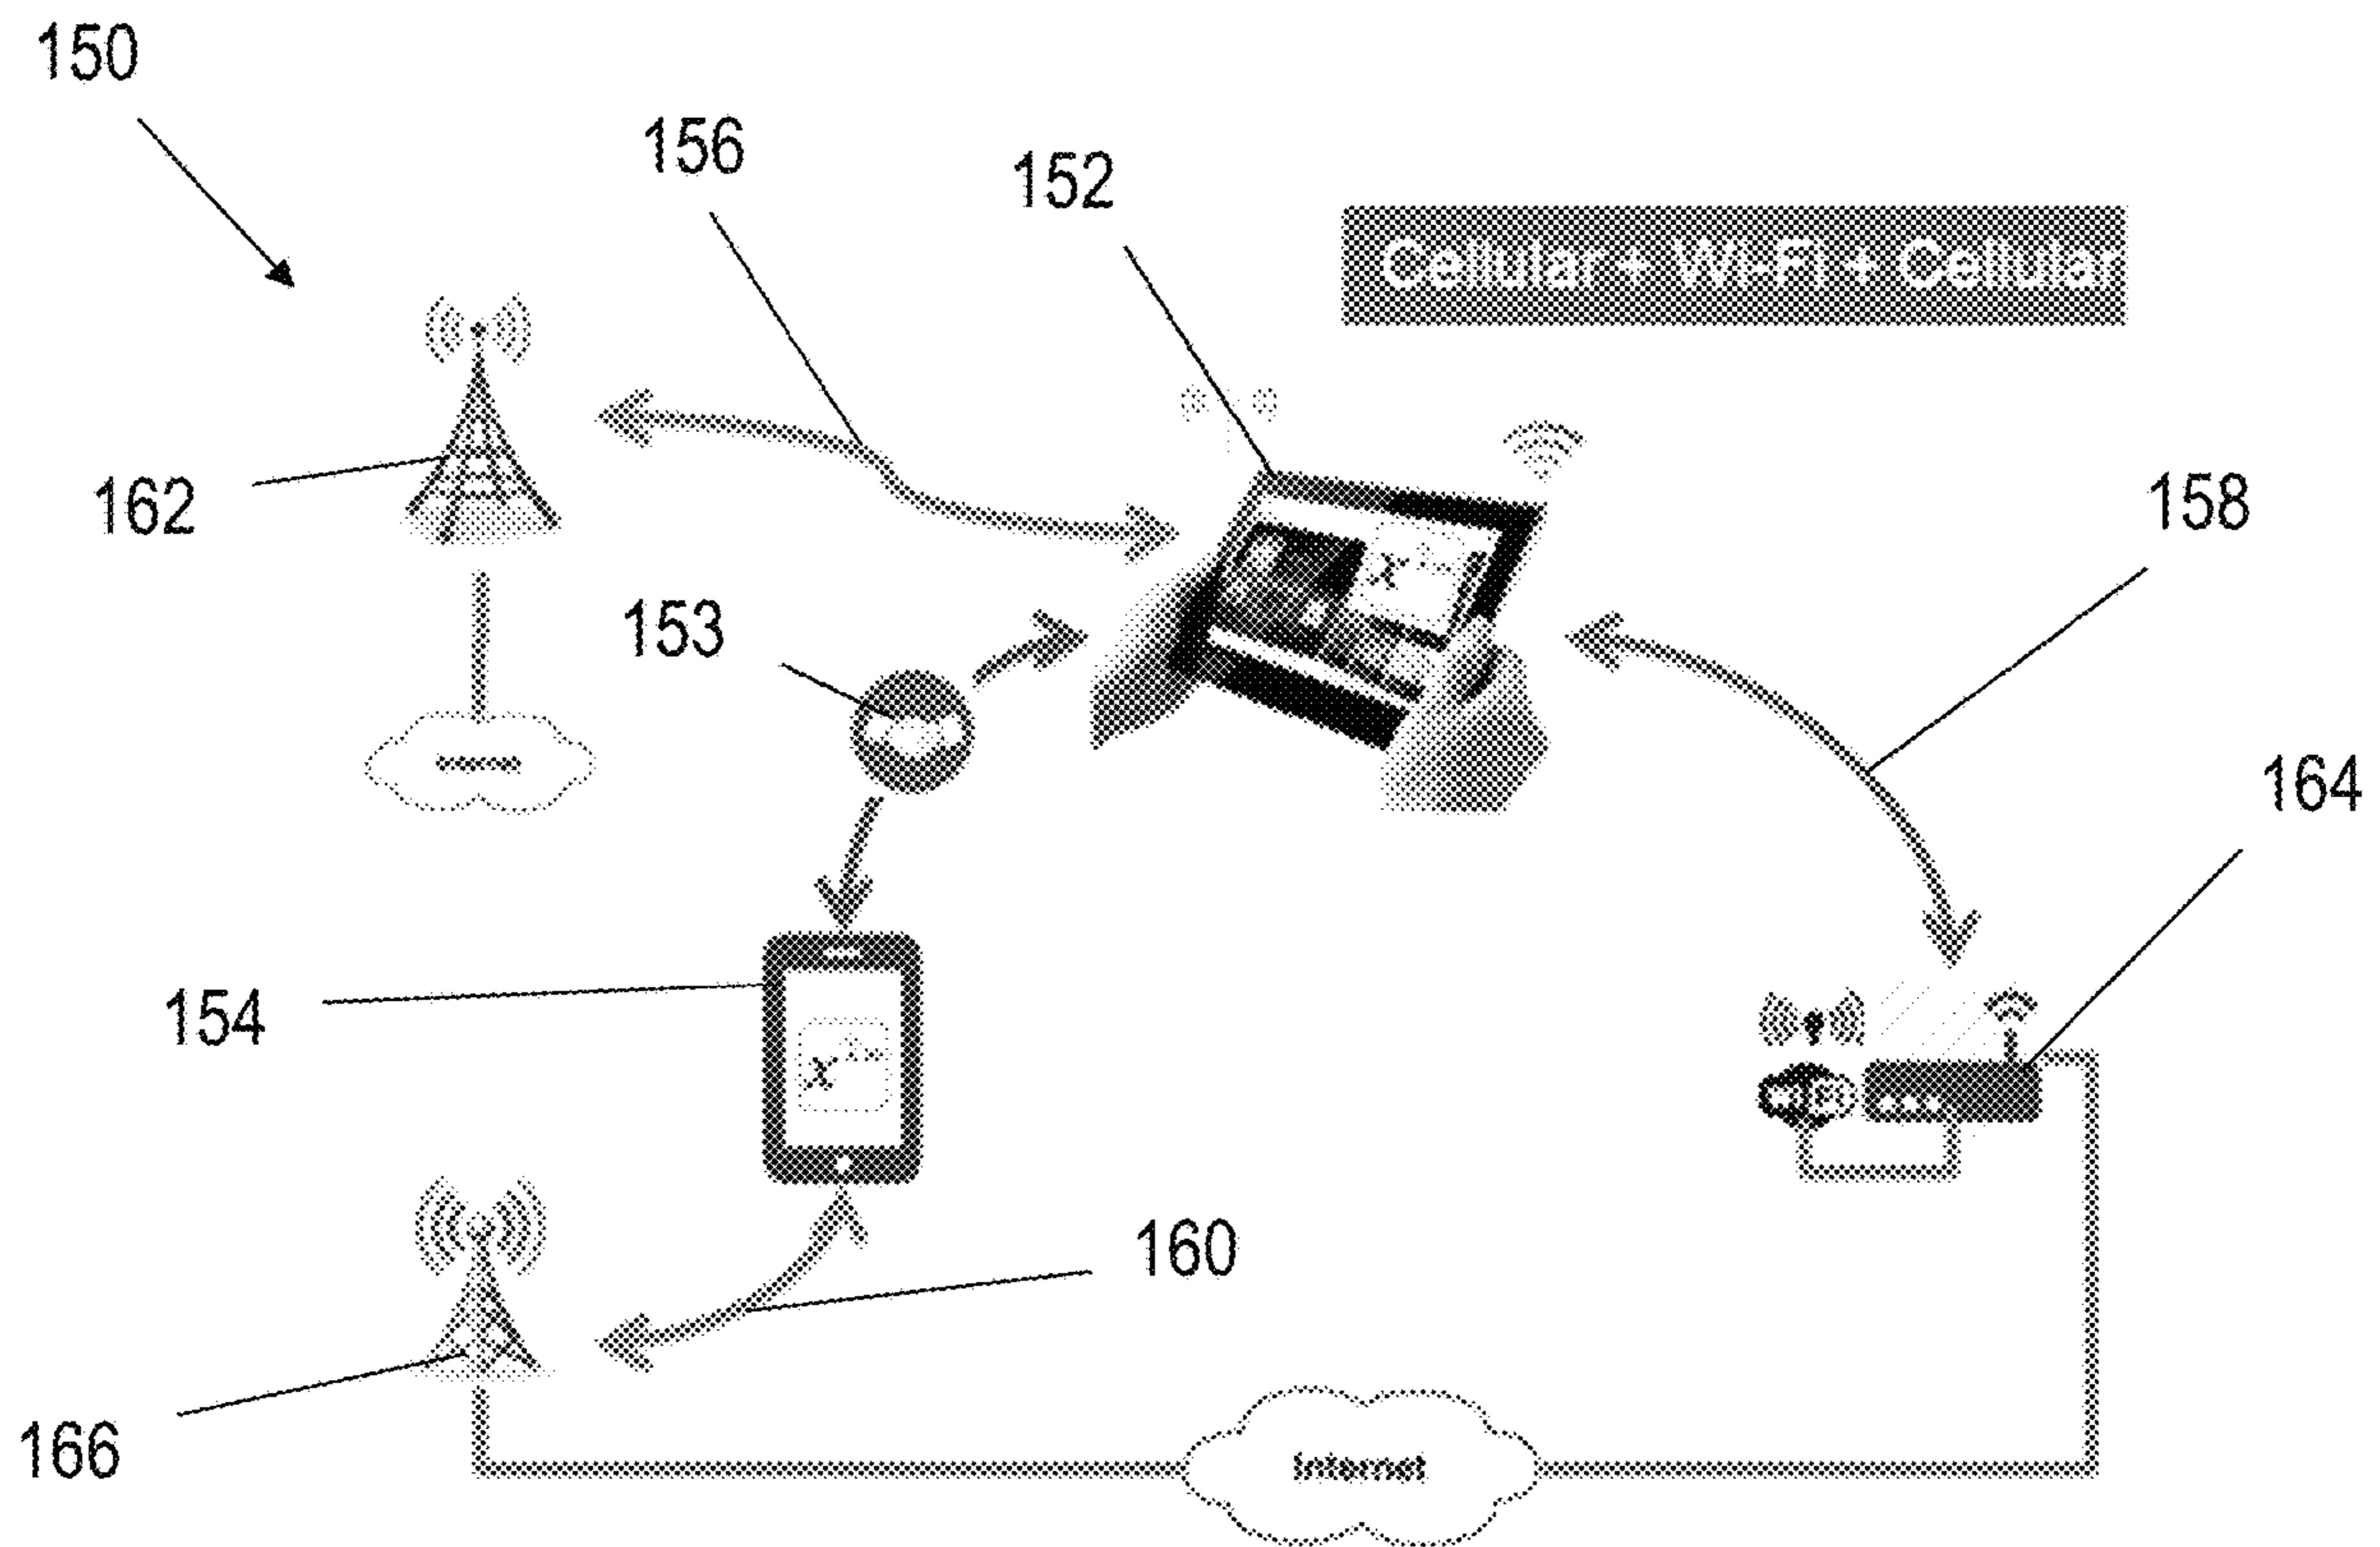 150
156
152
Cellular + Wi-Fi + Cellular
162
158
153
164
154
x
x
160
166
Internet